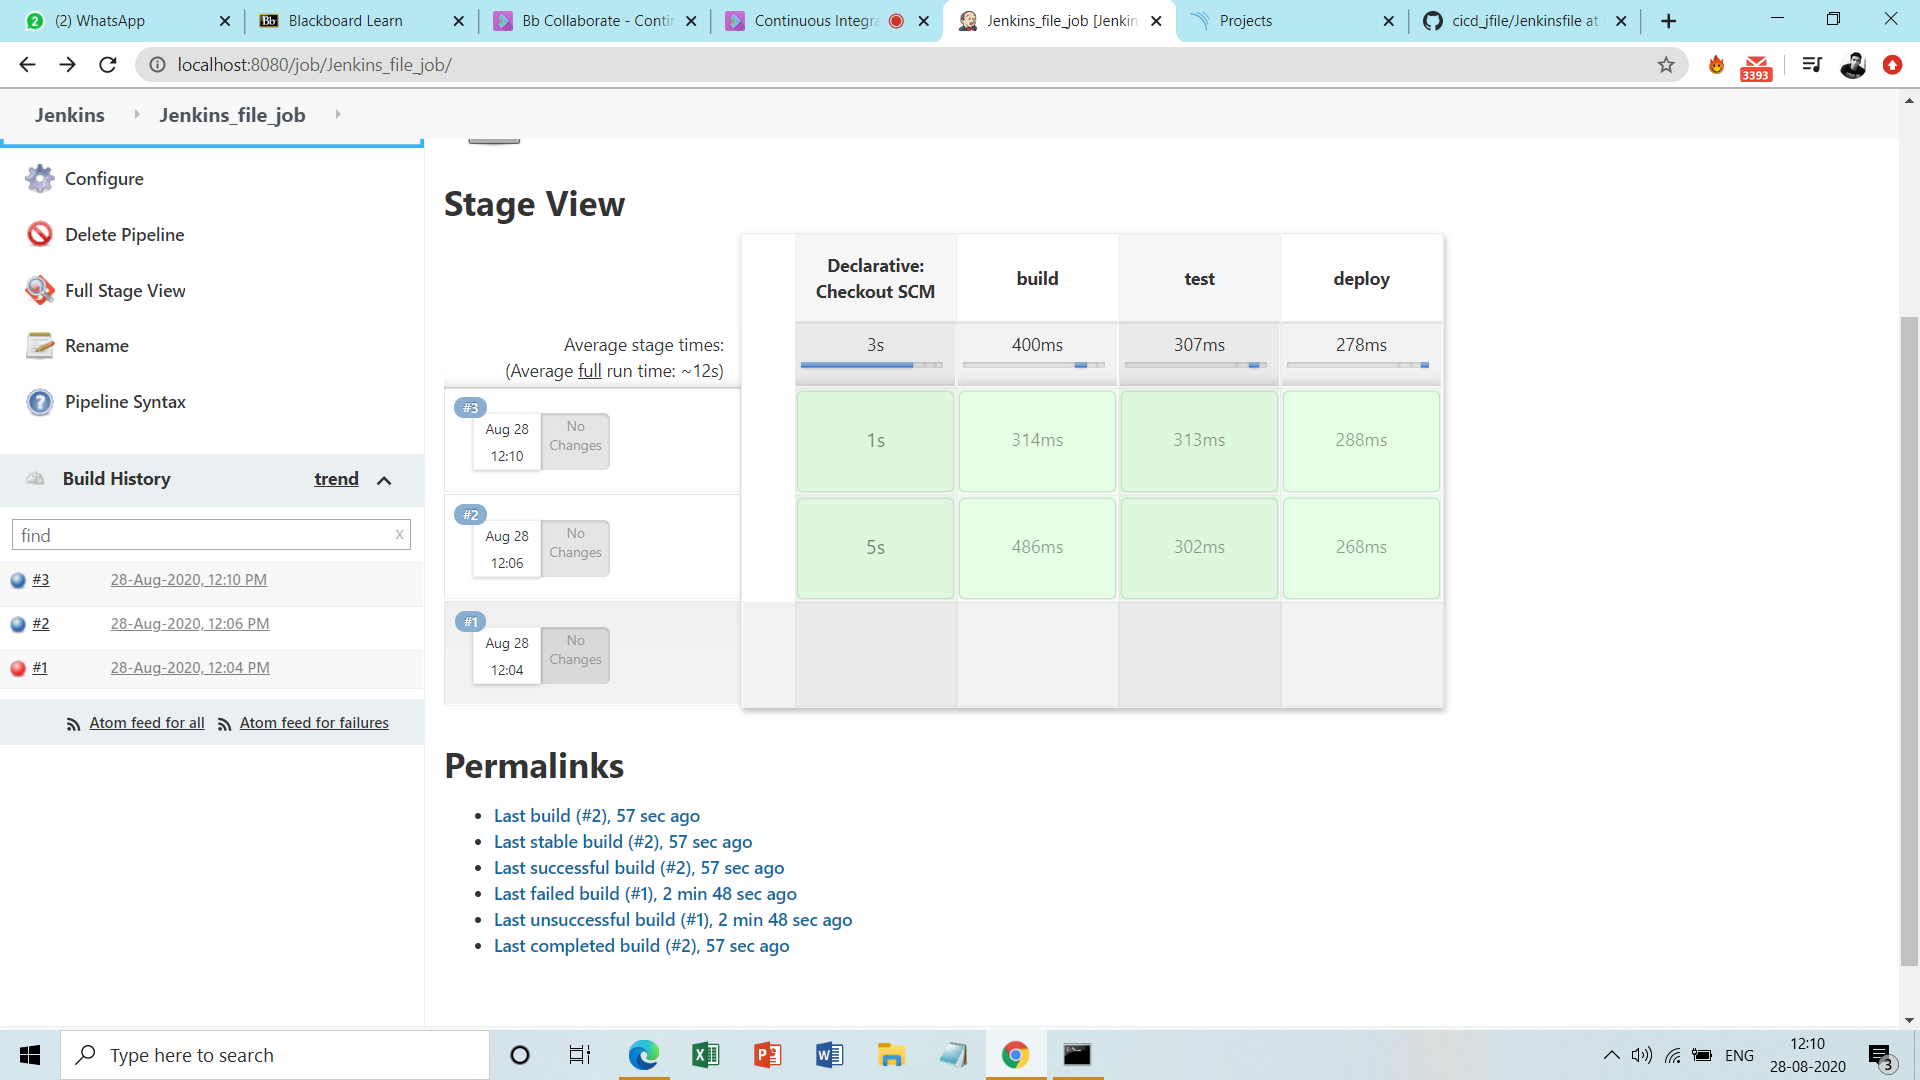 (2) WhatsApp
Blackboard Learn
Bb Collaborate - Conti
Continuous Integra
Jenkins_file_job [Jenkin
Projects
cicd_jfile/Jenkinsfile at
localhost:8080/job/Jenkins_file_job/
3393
Jenkins
Jenkins_file_job
Configure
Delete Pipeline
Full Stage View
Rename
Pipeline Syntax
Build History
trend
find
x
#3 28-Aug-2020, 12:10 PM
#2 28-Aug-2020, 12:06 PM
#1 28-Aug-2020, 12:04 PM
Atom feed for all
Atom feed for failures
Stage View
Declarative:
Checkout SCM
build
test
deploy
Average stage times:
(Average full run time: ~12s)
3s
400ms
307ms
278ms
#3
Aug 28
12:10
No
Changes
1s
314ms
313ms
288ms
#2
Aug 28
12:06
No
Changes
5s
486ms
302ms
268ms
#1
Aug 28
12:04
No
Changes
Permalinks
Last build (#2), 57 sec ago
Last stable build (#2), 57 sec ago
Last successful build (#2), 57 sec ago
Last failed build (#1), 2 min 48 sec ago
Last unsuccessful build (#1), 2 min 48 sec ago
Last completed build (#2), 57 sec ago
Type here to search
ENG
12:10
28-08-2020
3